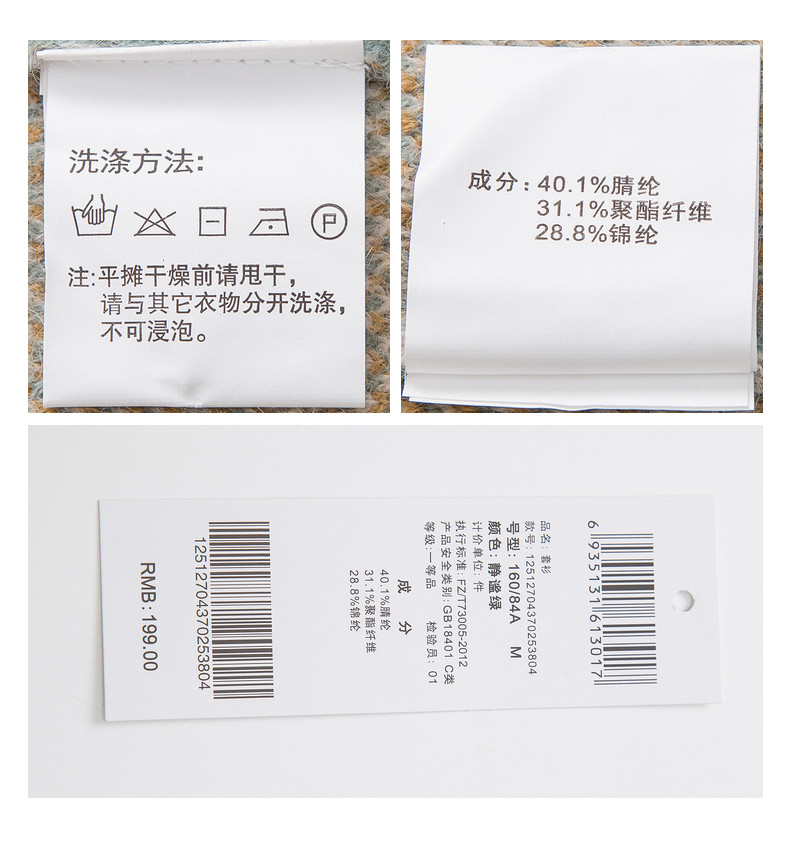 洗涤方法:
P
注:平摊干燥前请甩干，
请与其它衣物分开洗涤，
不可浸泡。
成分:40.1%腈纶
31.1%聚酯纤维
28.8%锦纶
6 935131 613017
品名: 套衫
款号: 12512704370253804
号型: 160/84A M
颜色: 静谧绿
计价单位: 件
执行标准: FZ/T73005-2012
产品安全类别: GB18401 C类
等级: 一等品 检验员: 01
成 分
40.1%腈纶
31.1%聚酯纤维
28.8%锦纶
12512704370253804
RMB: 199.00